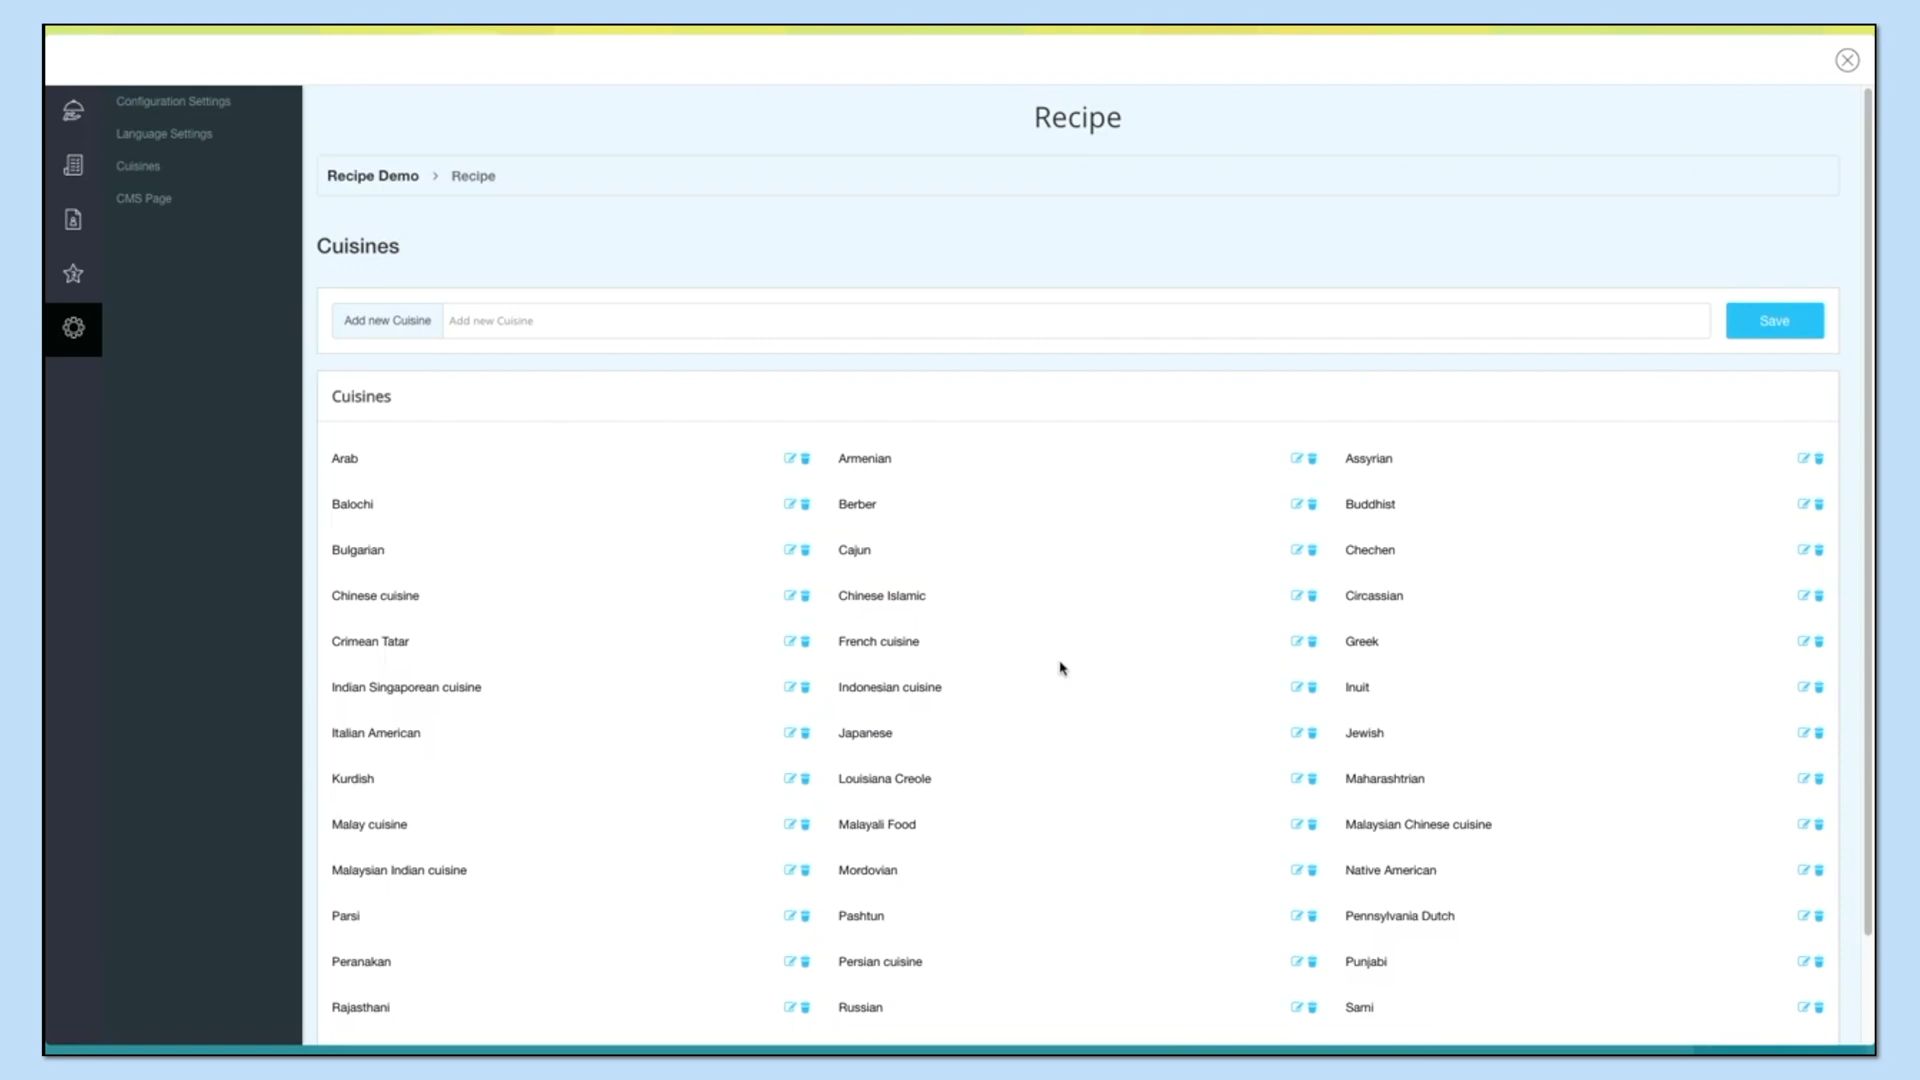 Configuration Settings
Language Settings
Cuisines
CMS Page
Recipe
Recipe Demo > Recipe
Cuisines
Add new Cuisine Add new Cuisine Save
Cuisines
Arab Armenian Assyrian
Balochi Berber Buddhist
Bulgarian Cajun Chechen
Chinese cuisine Chinese Islamic Circassian
Crimean Tatar French cuisine Greek
Indian Singaporean cuisine Indonesian cuisine Inuit
Italian American Japanese Jewish
Kurdish Louisiana Creole Maharashtrian
Malay cuisine Malayali Food Malaysian Chinese cuisine
Malaysian Indian cuisine Mordovian Native American
Parsi Pashtun Pennsylvania Dutch
Peranakan Persian cuisine Punjabi
Rajasthani Russian Sami